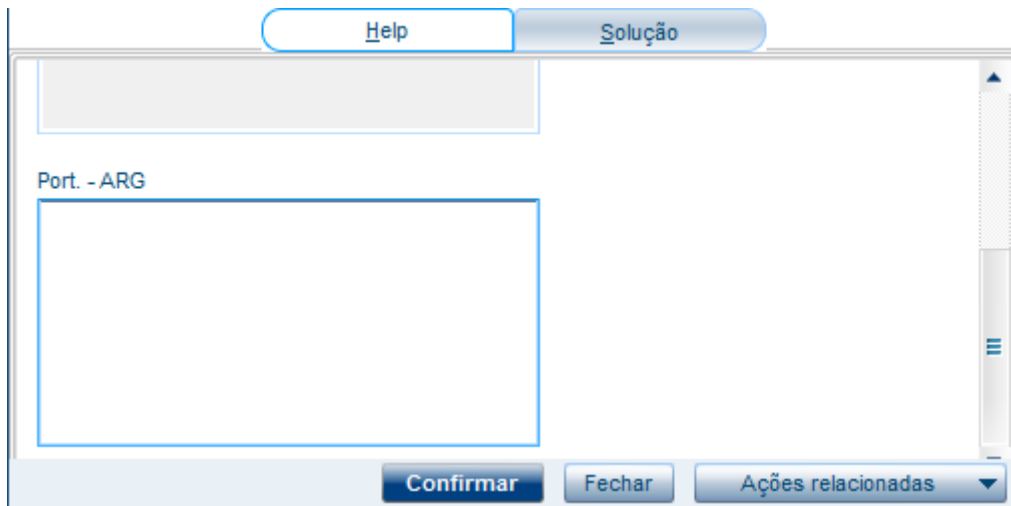 Help Solução
Port. - ARG
Confirmar Fechar Ações relacionadas